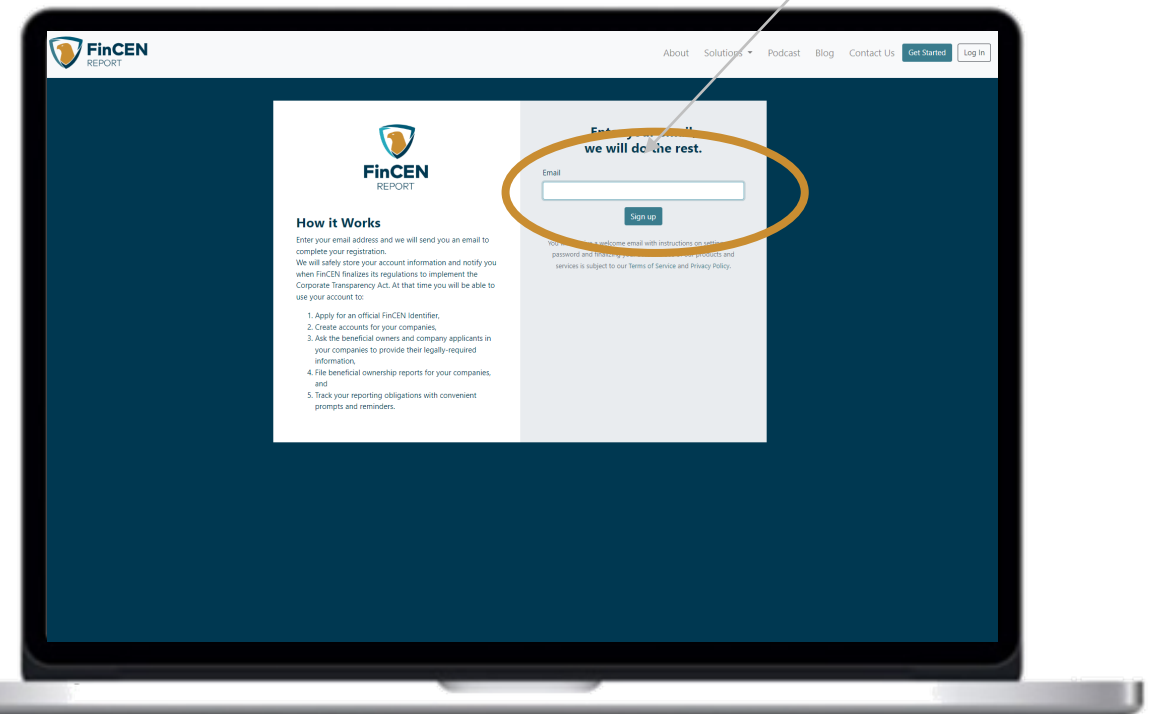 FinCEN
REPORT
About Solutions Podcast Blog Contact Us Get Started Log In
FinCEN
REPORT
How it Works
Enter your email address and we will send you an email to
complete your registration.
We will safely store your account information and notify you
when FinCEN finalizes its regulations to implement the
Corporate Transparency Act. At that time you will be able to
use your account to:
1. Apply for an official FinCEN Identifier,
2. Create accounts for your companies,
3. Ask the beneficial owners and company applicants in
your companies to provide their legally-required
information,
4. File beneficial ownership reports for your companies,
and
5. Track your reporting obligations with convenient
prompts and reminders.
we will do the rest.
Email
Sign up
a welcome email with instructions on
password and products and
services is subject to our Terms of Service and Privacy Policy.